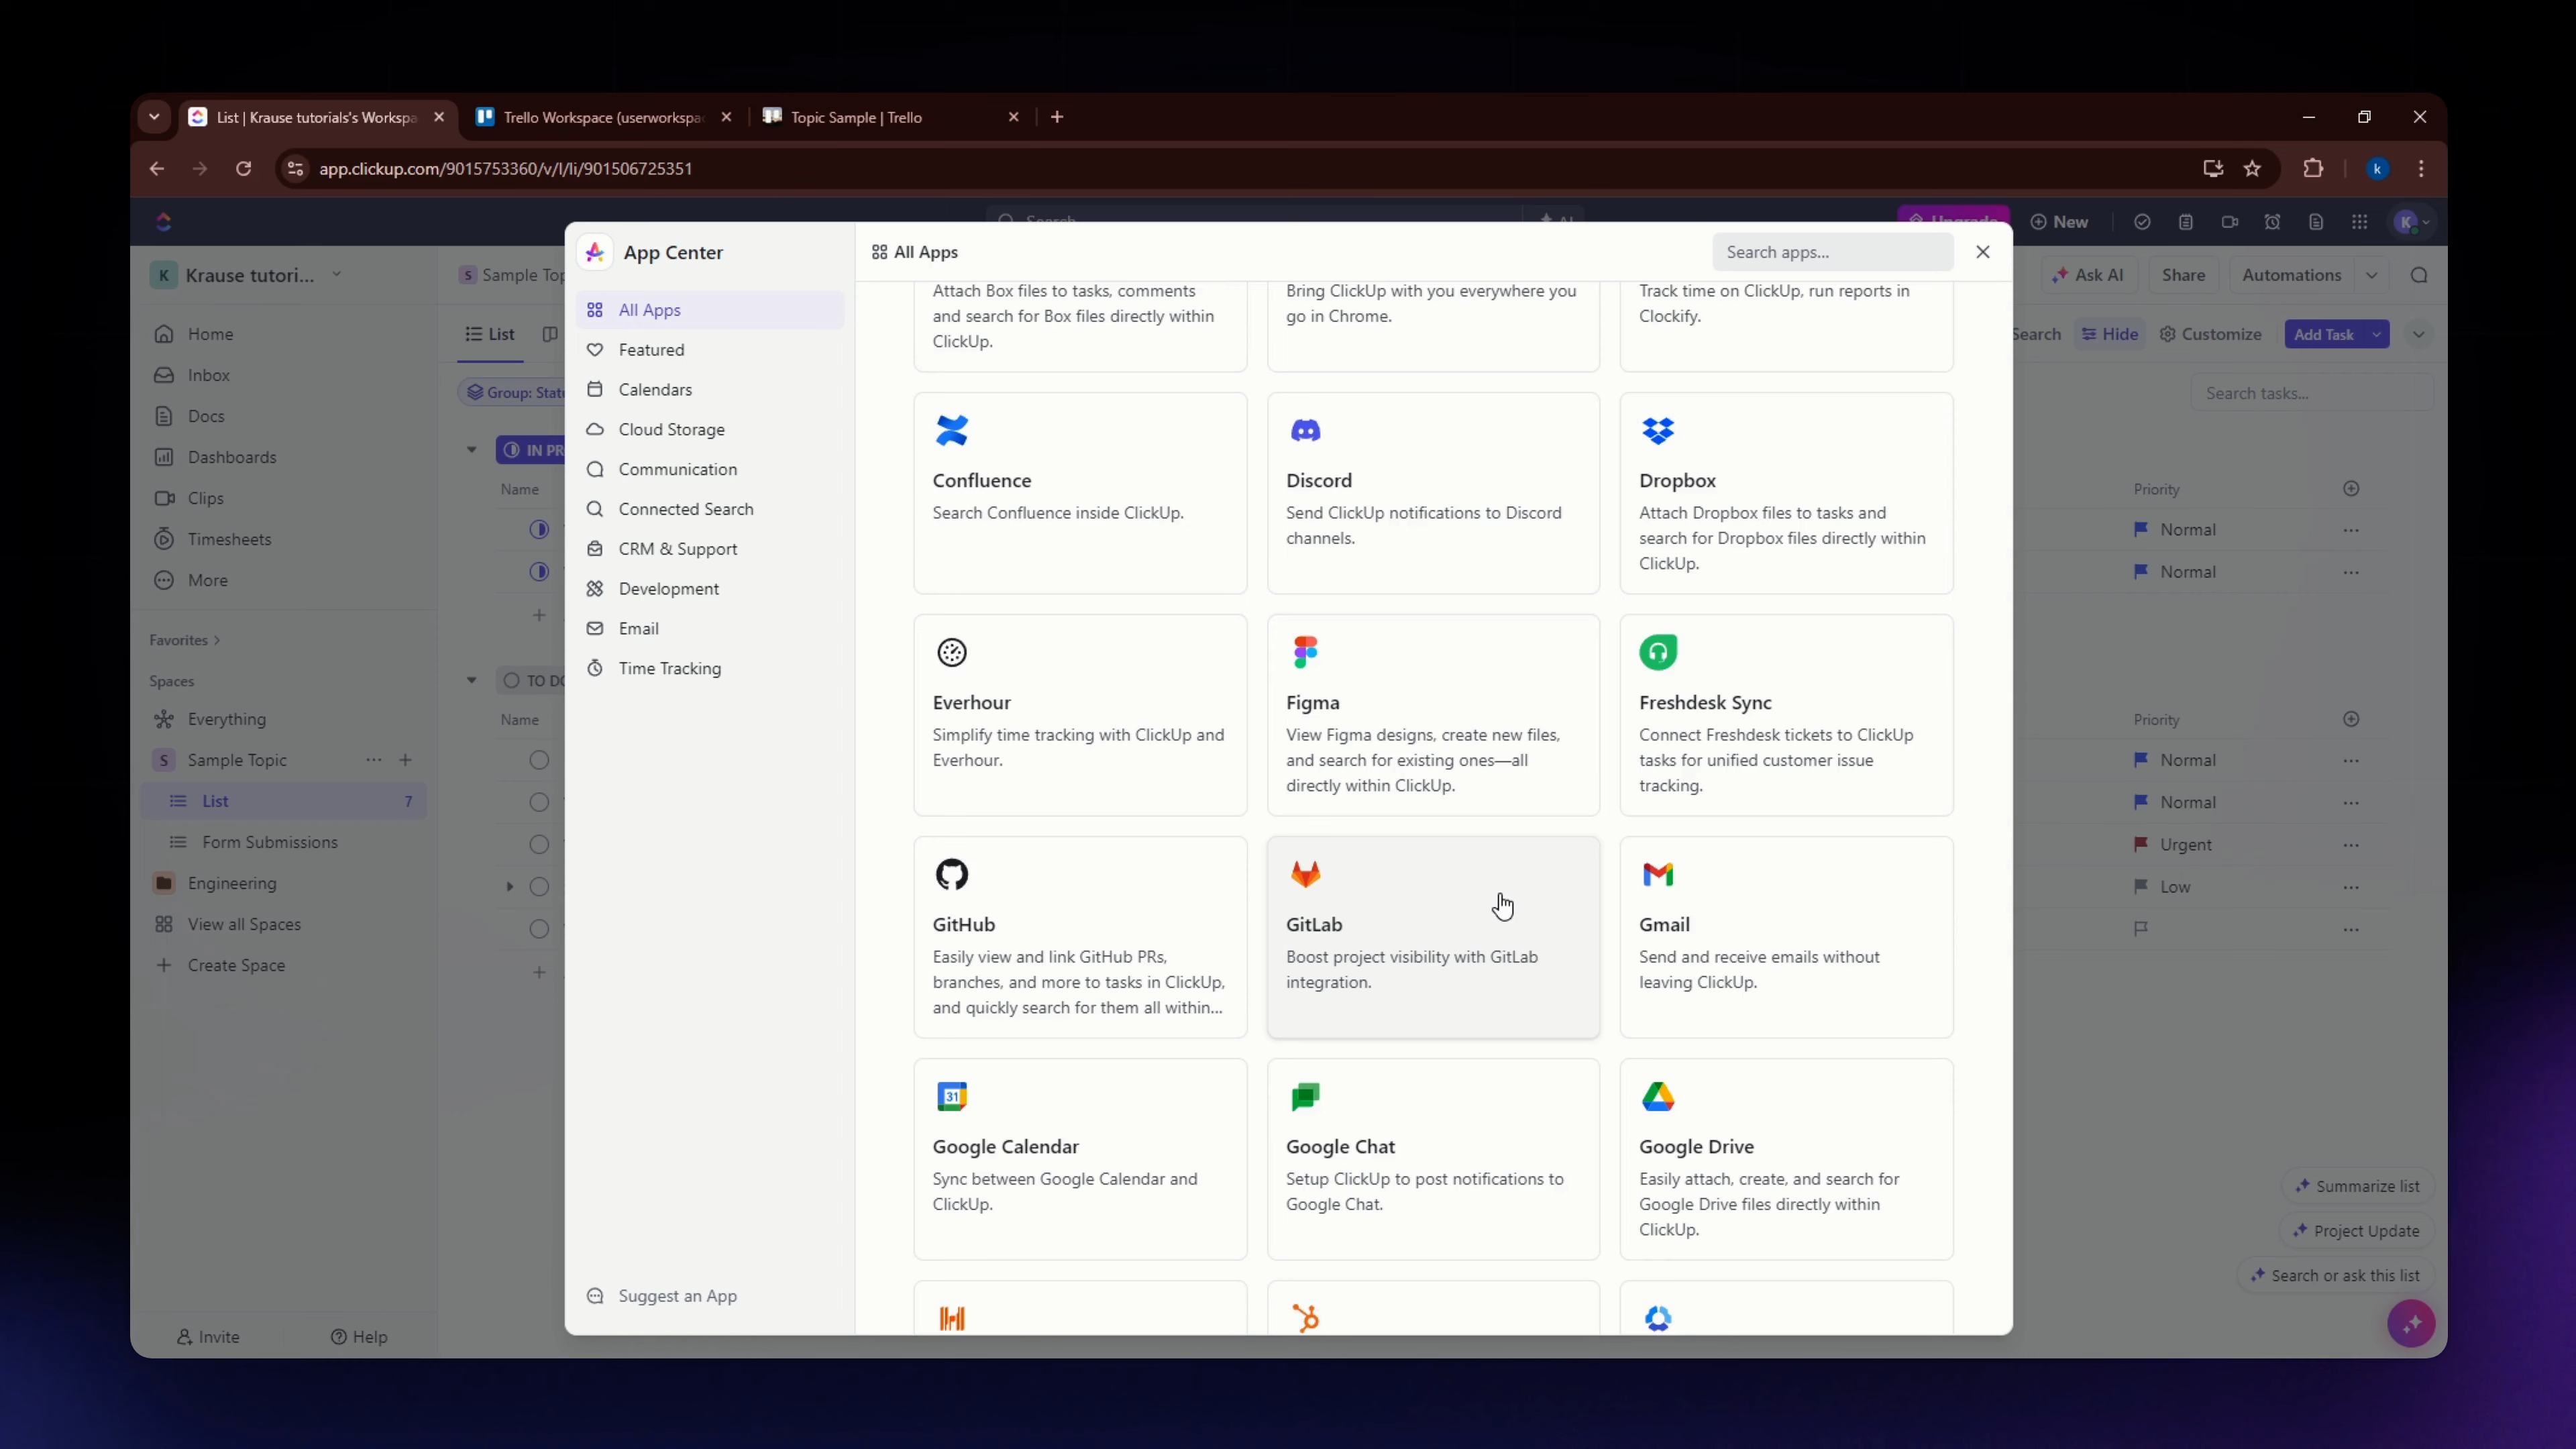 List | Krause tutorials's Workspa
Trello Workspace (userworkspa
Topic Sample | Trello
app.clickup.com/9015753360/v/l/li/901506725351
k
Search
AI
Upgrade
New
K
K Krause tutori...
Home
Inbox
Docs
Dashboards
Clips
Timesheets
More
Favorites
Spaces
Everything
S Sample Topic
List 7
Form Submissions
Engineering
View all Spaces
Create Space
Invite
Help
S Sample Top
List
Group: Statu
IN PR
Name
TO DO
Name
App Center
All Apps
Featured
Calendars
Cloud Storage
Communication
Connected Search
CRM & Support
Development
Email
Time Tracking
Suggest an App
All Apps
Search apps...
Attach Box files to tasks, comments
and search for Box files directly within
ClickUp.
Bring ClickUp with you everywhere you
go in Chrome.
Track time on ClickUp, run reports in
Clockify.
Confluence
Search Confluence inside ClickUp.
Discord
Send ClickUp notifications to Discord
channels.
Dropbox
Attach Dropbox files to tasks and
search for Dropbox files directly within
ClickUp.
Everhour
Simplify time tracking with ClickUp and
Everhour.
Figma
View Figma designs, create new files,
and search for existing ones—all
directly within ClickUp.
Freshdesk Sync
Connect Freshdesk tickets to ClickUp
tasks for unified customer issue
tracking.
GitHub
Easily view and link GitHub PRs,
branches, and more to tasks in ClickUp,
and quickly search for them all within...
GitLab
Boost project visibility with GitLab
integration.
Gmail
Send and receive emails without
leaving ClickUp.
31
Google Calendar
Sync between Google Calendar and
ClickUp.
Google Chat
Setup ClickUp to post notifications to
Google Chat.
Google Drive
Easily attach, create, and search for
Google Drive files directly within
ClickUp.
Ask AI
Share
Automations
Search
Hide
Customize
Add Task
Search tasks...
Priority
Normal
Normal
Priority
Normal
Normal
Urgent
Low
Summarize list
Project Update
Search or ask this list